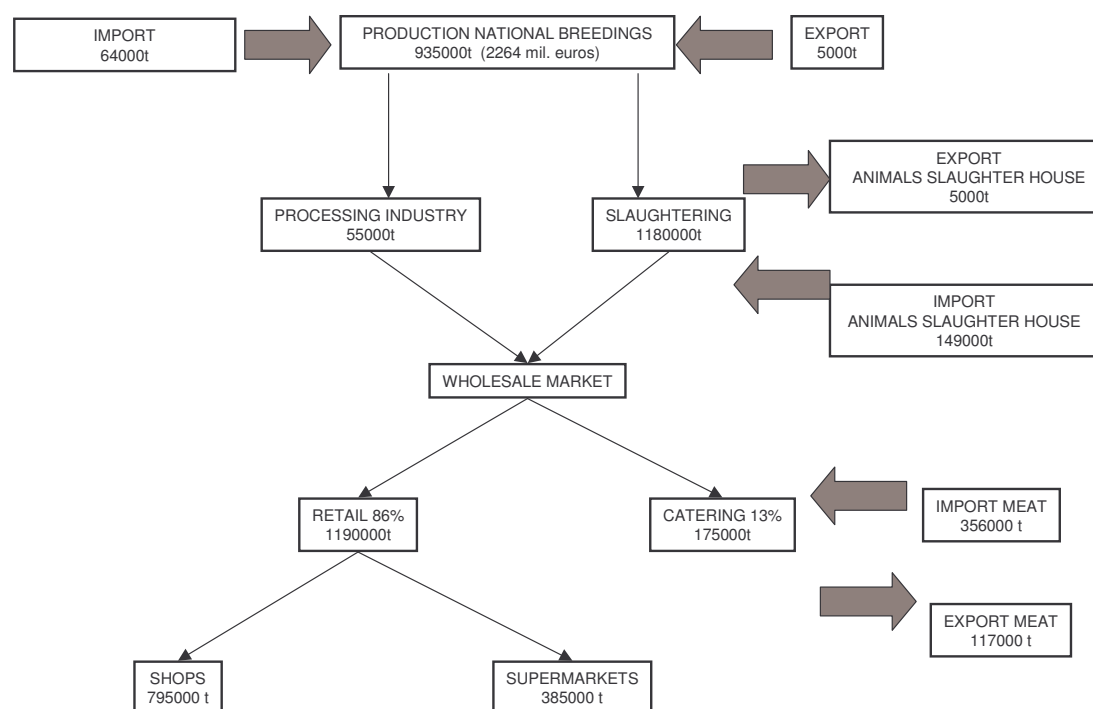 IMPORT
64000t
PRODUCTION NATIONAL BREEDINGS
935000t (2264 mil. euros)
EXPORT
5000t
EXPORT
ANIMALS SLAUGHTER HOUSE
5000t
PROCESSING INDUSTRY
55000t
SLAUGHTERING
1180000t
IMPORT
ANIMALS SLAUGHTER HOUSE
149000t
WHOLESALE MARKET
RETAIL 86%
1190000t
CATERING 13%
175000t
IMPORT MEAT
356000 t
EXPORT MEAT
117000 t
SHOPS
795000 t
SUPERMARKETS
385000 t